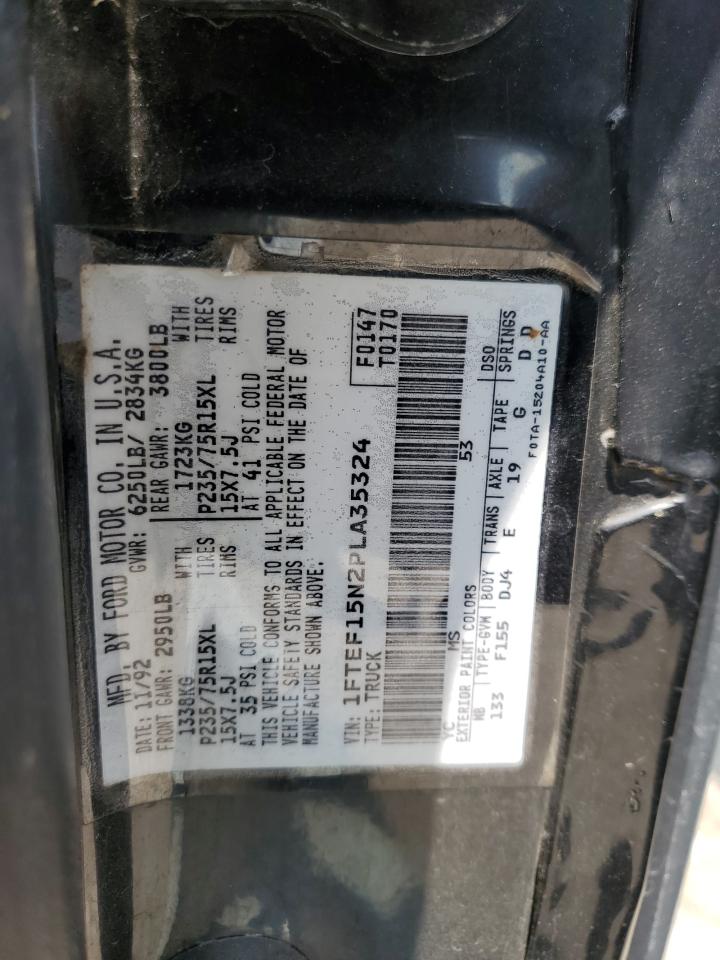 MFD BY FORD MOTOR CO. IN U.S.A.
DATE: 11/92 GVWR: 6250LB/ 2834KG
FRONT GAWR: 2950LB REAR GAWR: 3800LB
1338KG 1723KG WITH
P235/75R15XL TIRES P235/75R15XL TIRES
15X7.5J RIMS 15X7.5J RIMS
AT 35 PSI COLD AT 41 PSI COLD
THIS VEHICLE CONFORMS TO ALL APPLICABLE FEDERAL MOTOR
VEHICLE SAFETY STANDARDS IN EFFECT ON THE DATE OF
MANUFACTURE SHOWN ABOVE.
VIN: 1FTEF15N2PLA35324 F0147
TYPE: TRUCK T0170
YC MS 53
EXTERIOR PAINT COLORS DSO
WB TYPE-GVM BODY TRANS AXLE TAPE SPRINGS
133 F155 DJ4 E 19 G D D
F0TA-15204A10-AA